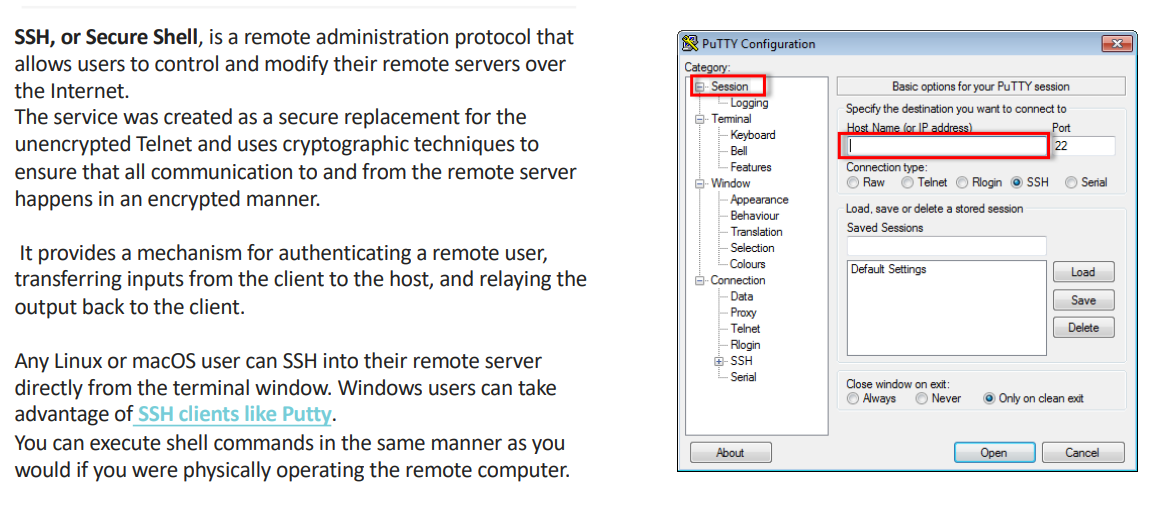 SSH, or Secure Shell, is a remote administration protocol that
allows users to control and modify their remote servers over
the Internet.
The service was created as a secure replacement for the
unencrypted Telnet and uses cryptographic techniques to
ensure that all communication to and from the remote server
happens in an encrypted manner.
It provides a mechanism for authenticating a remote user,
transferring inputs from the client to the host, and relaying the
output back to the client.
Any Linux or macOS user can SSH into their remote server
directly from the terminal window. Windows users can take
advantage of SSH clients like Putty.
You can execute shell commands in the same manner as you
would if you were physically operating the remote computer.
PuTTY Configuration
Category:
Session
Logging
Terminal
Keyboard
Bell
Features
Window
Appearance
Behaviour
Translation
Selection
Colours
Connection
Data
Proxy
Telnet
Rlogin
SSH
Serial
Basic options for your PuTTY session
Specify the destination you want to connect to
Host Name (or IP address) Port
22
Connection type:
Raw Telnet Rlogin SSH Serial
Load, save or delete a stored session
Saved Sessions
Default Settings
Load
Save
Delete
Close window on exit:
Always Never Only on clean exit
About Open Cancel